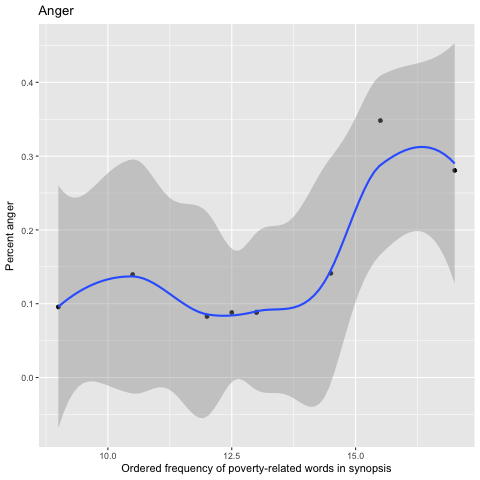 Anger
0.4
0.3
0.2
0.1
0.0
Percent anger
10.0 12.5 15.0
Ordered frequency of poverty-related words in synopsis